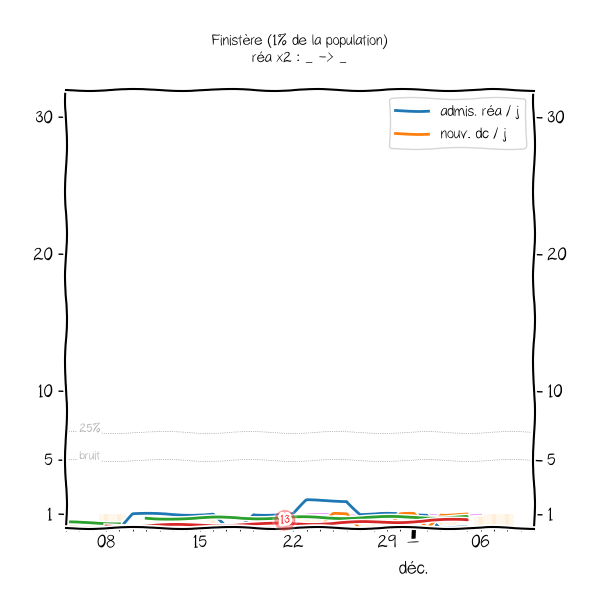 Finistère (1% de la population)
réa x2 : _ -> _
admis. réa / j
nouv. dc / j
30
30
20
20
10
10
25%
5
5
bruit
1
1
13
08
15
22
29
06
déc.